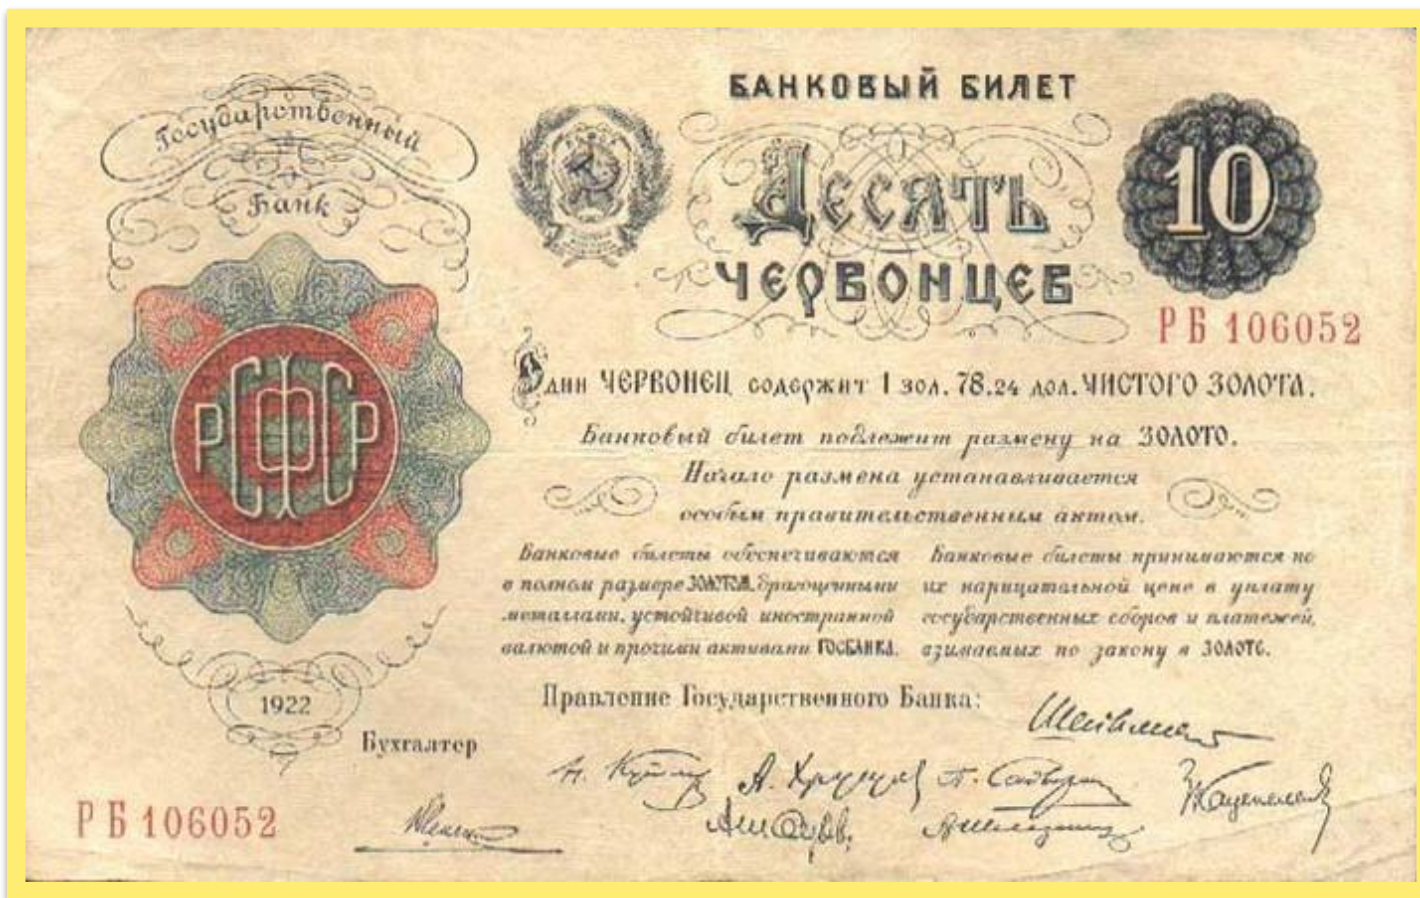 Государственный
Банк
РСФСР
1922
Бухгалтер
РБ 106052
БАНКОВЫЙ БИЛЕТ
ДЕСЯТЬ
ЧЕРВОНЦЕВ
10
РБ 106052
Один ЧЕРВОНЕЦ содержит 1 зол. 78.24 дол. ЧИСТОГО ЗОЛОТА.
Банковый билет подлежит размену на ЗОЛОТО.
Начало размена устанавливается
особым правительственным актом.
Банковые билеты обеспечиваются
в полном размере ЗОЛОТОМ, драгоценными
металлами, устойчивой иностранной
валютой и прочими активами ГОСБАНКА.
Банковые билеты принимаются по
их нарицательной цене в уплату
государственных сборов и платежей,
взимаемых по закону в ЗОЛОТЕ.
Правление Государственного Банка: